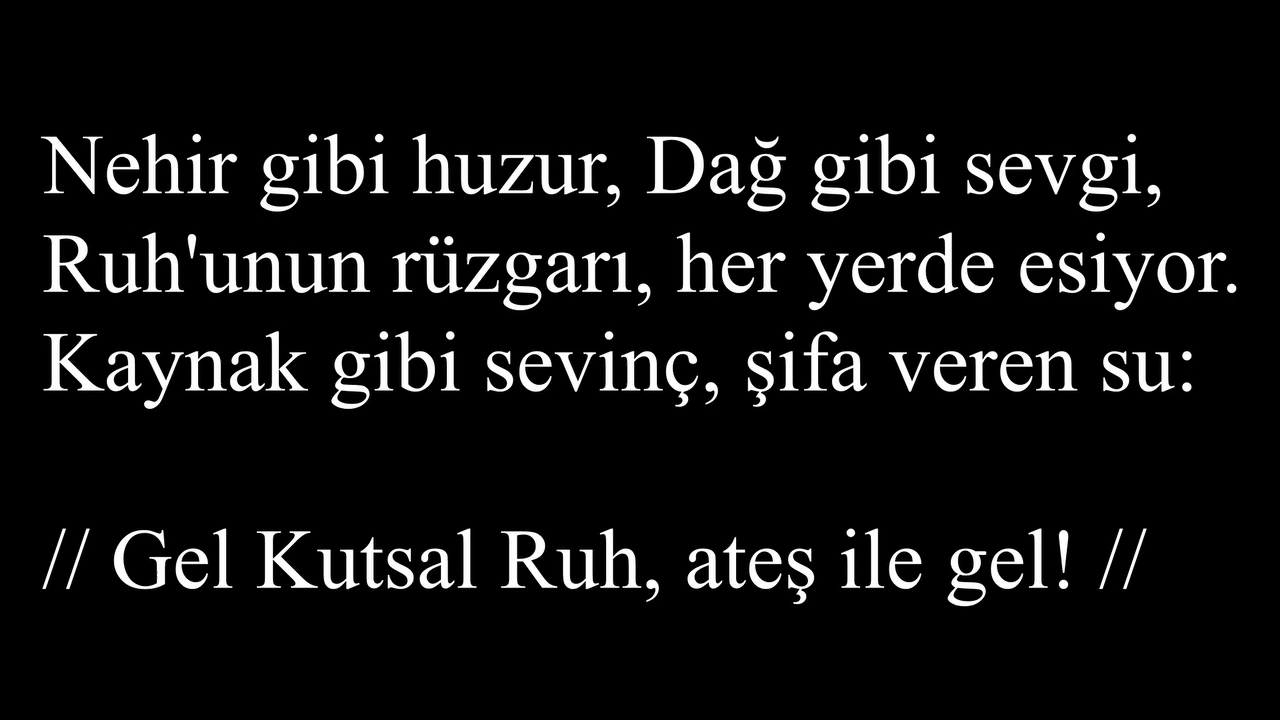 Nehir gibi huzur, Dağ gibi sevgi,
Ruh'unun rüzgarı, her yerde esiyor.
Kaynak gibi sevinç, şifa veren su:
// Gel Kutsal Ruh, ateş ile gel! //